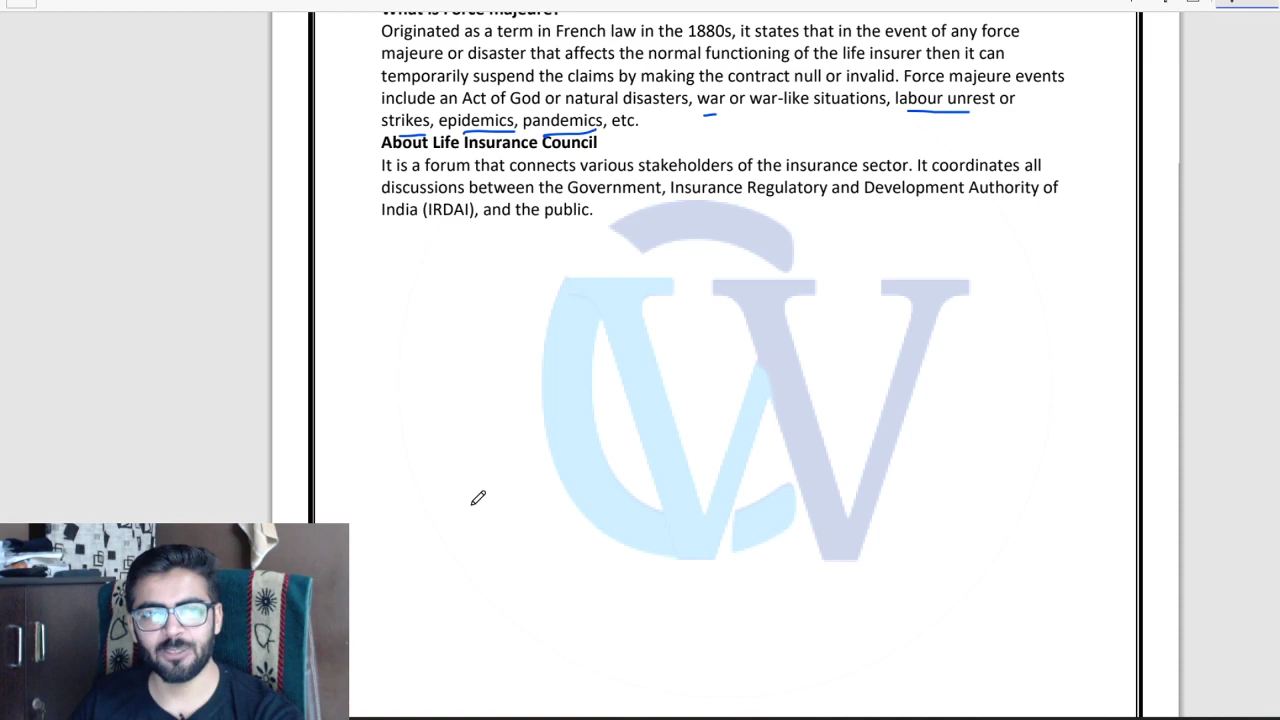 What is Force majeure?
Originated as a term in French law in the 1880s, it states that in the event of any force
majeure or disaster that affects the normal functioning of the life insurer then it can
temporarily suspend the claims by making the contract null or invalid. Force majeure events
include an Act of God or natural disasters, war or war-like situations, labour unrest or
strikes, epidemics, pandemics, etc.
About Life Insurance Council
It is a forum that connects various stakeholders of the insurance sector. It coordinates all
discussions between the Government, Insurance Regulatory and Development Authority of
India (IRDAI), and the public.